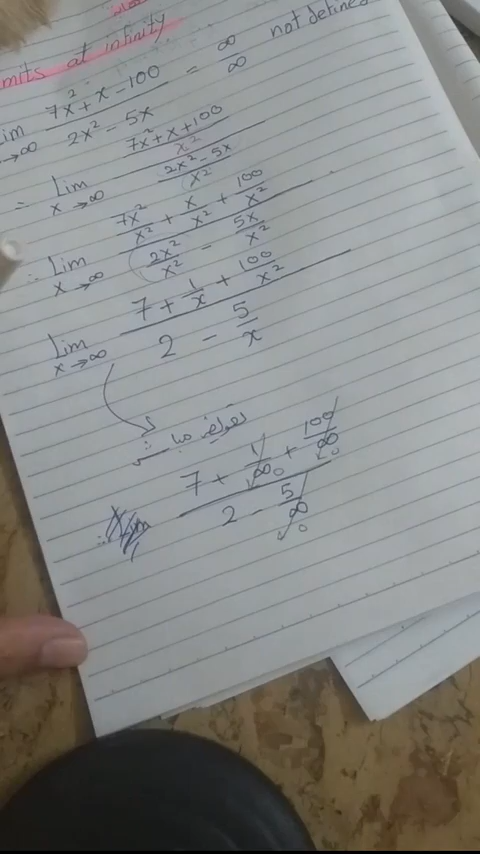 mits at infinity
Lim x→∞ 7x² + x - 100 / 2x² - 5x = ∞/∞ not defined
= Lim x→∞ (7x² + x + 100 / x²) / (2x² - 5x / x²)
∴ Lim x→∞ (7x²/x² + x/x² + 100/x²) / (2x²/x² - 5x/x²)
Lim x→∞ (7 + 1/x + 100/x²) / (2 - 5/x)
تعويض مباشر
7 + 1/∞ 0 + 100/∞ 0 / 2 - 5/∞ 0